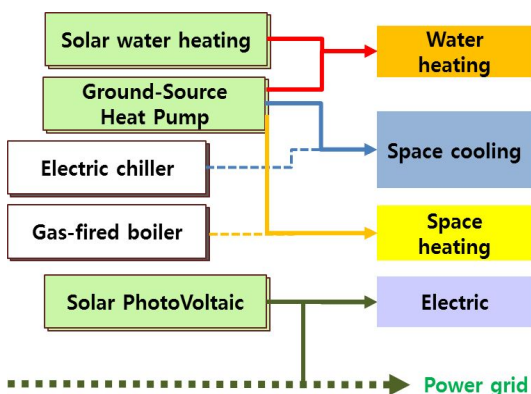 Solar water heating
Water
heating
Ground-Source
Heat Pump
Electric chiller
Space cooling
Gas-fired boiler
Space
heating
Solar PhotoVoltaic
Electric
Power grid